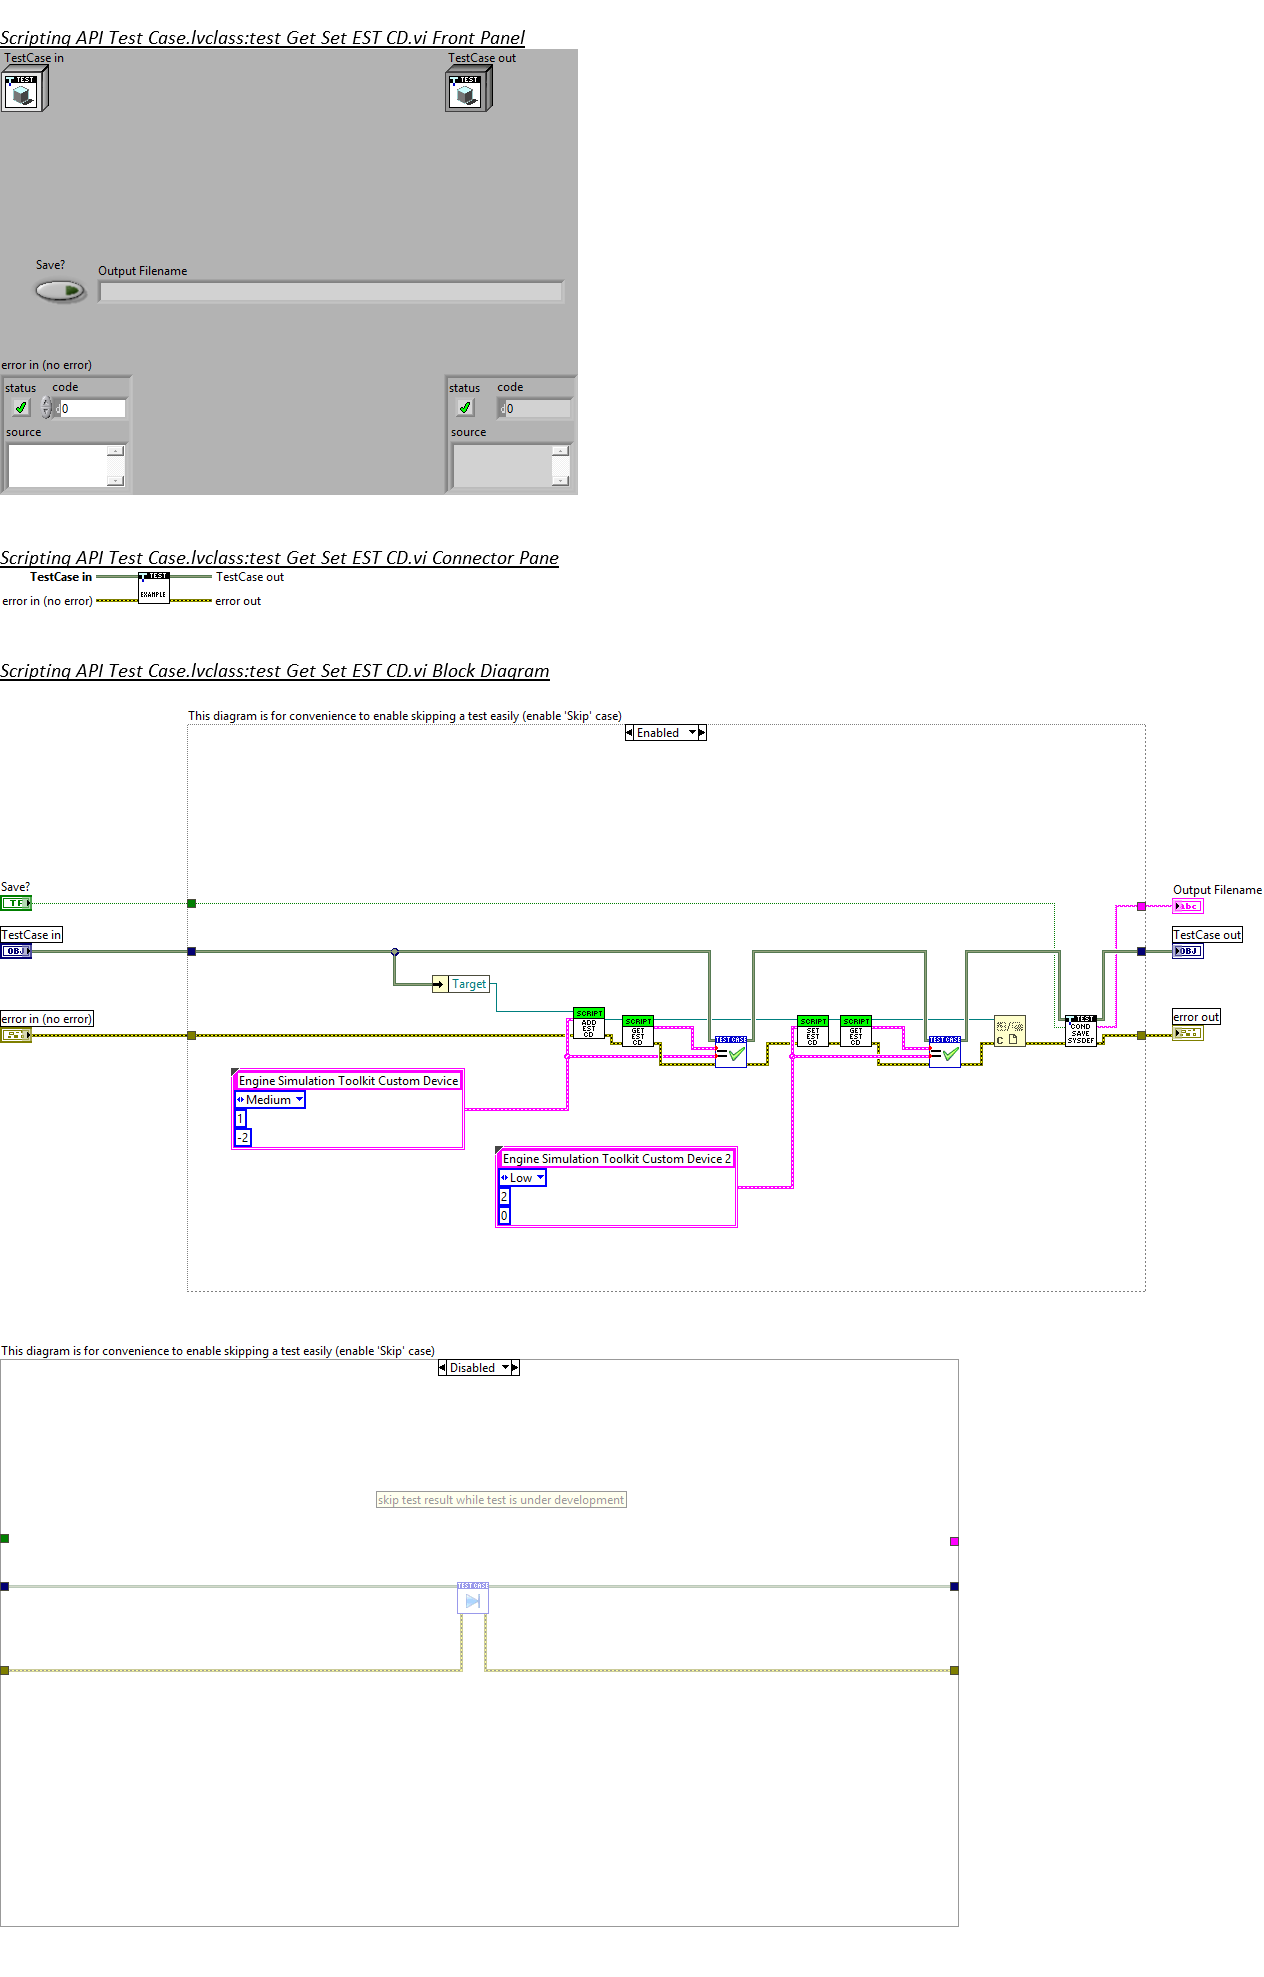 Scripting API Test Case.lvclass:test Get Set EST CD.vi Front Panel
TestCase in
TestCase out
TEST
TEST
Save?
Output Filename
error in (no error)
status code
d0
source
status code
d0
source
Scripting API Test Case.lvclass:test Get Set EST CD.vi Connector Pane
TestCase in
TEST
EXAMPLE
TestCase out
error in (no error)
error out
Scripting API Test Case.lvclass:test Get Set EST CD.vi Block Diagram
This diagram is for convenience to enable skipping a test easily (enable 'Skip' case)
Enabled
Save?
TF
Output Filename
abc
TestCase in
OBJ
TestCase out
OBJ
Target
error in (no error)
error out
SCRIPT
ADD
EST
CD
SCRIPT
GET
EST
CD
TEST CASE
=
SCRIPT
SET
EST
CD
SCRIPT
GET
EST
CD
TEST CASE
=
C
TEST
COND
SAVE
SYSDEF
Engine Simulation Toolkit Custom Device
Medium
1
-2
Engine Simulation Toolkit Custom Device 2
Low
2
0
This diagram is for convenience to enable skipping a test easily (enable 'Skip' case)
Disabled
skip test result while test is under development
TEST CASE